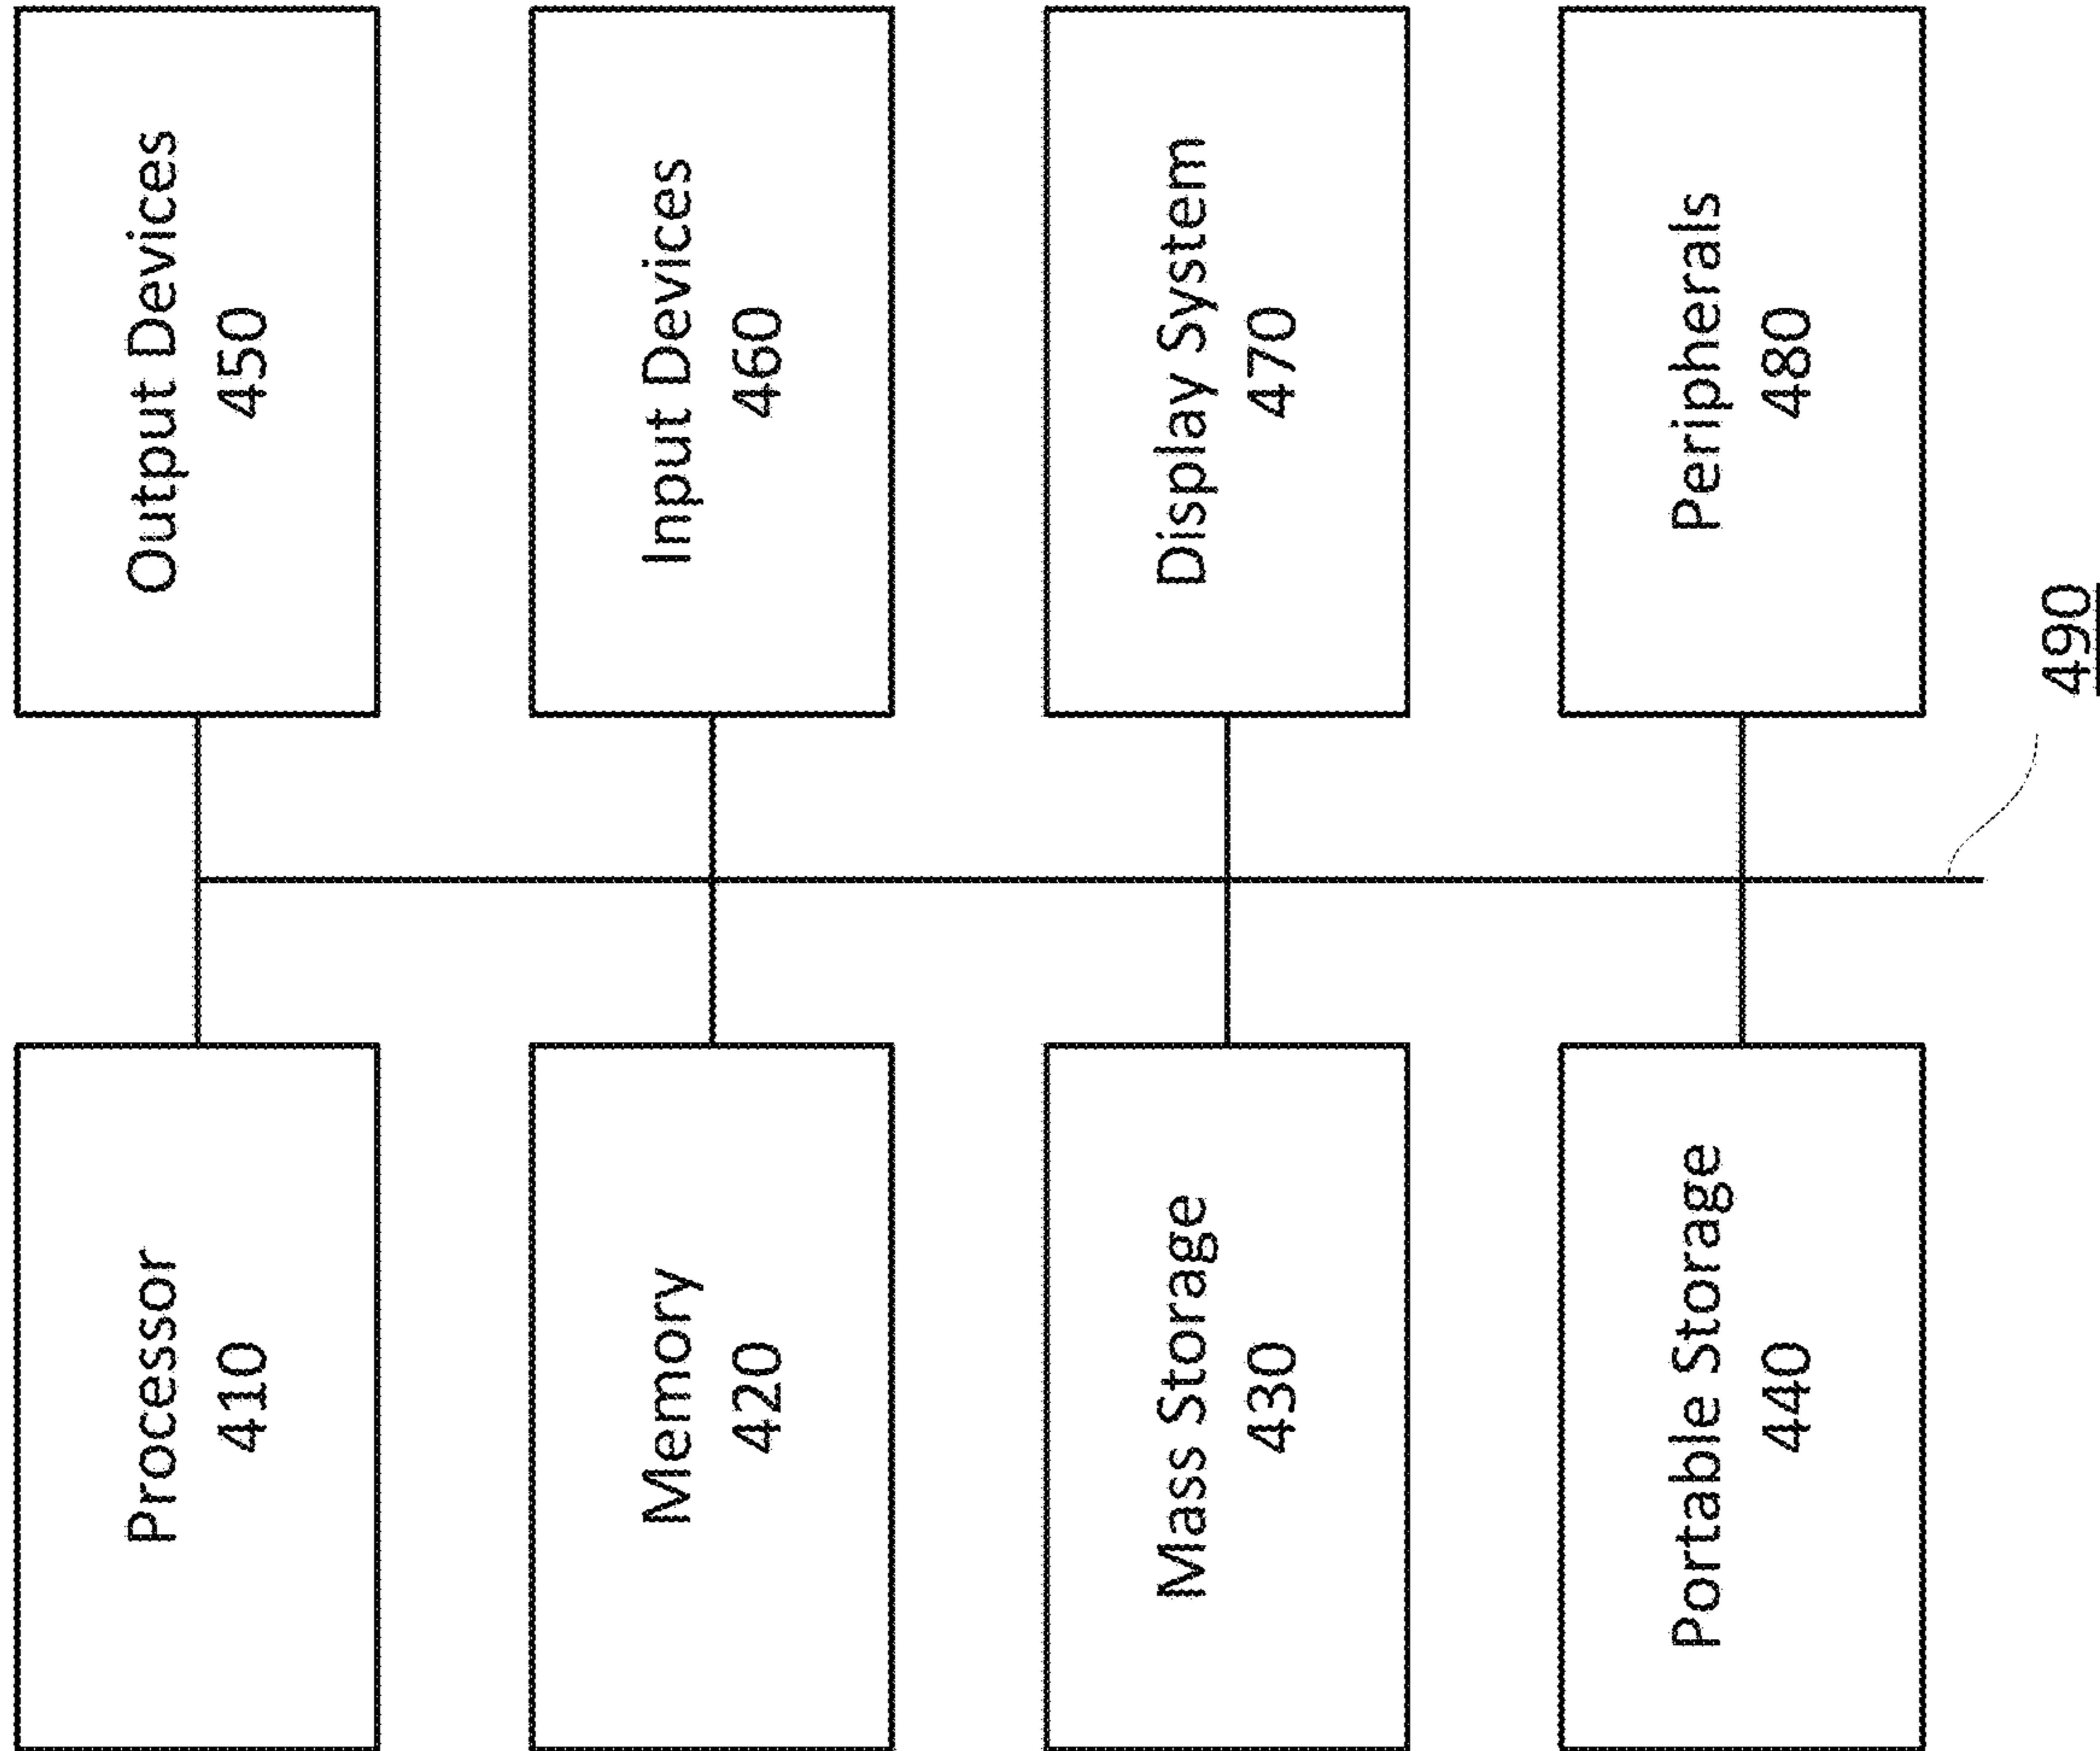 Processor
410
Output Devices
450
Memory
420
Input Devices
460
Mass Storage
430
Display System
470
Portable Storage
440
Peripherals
480
490